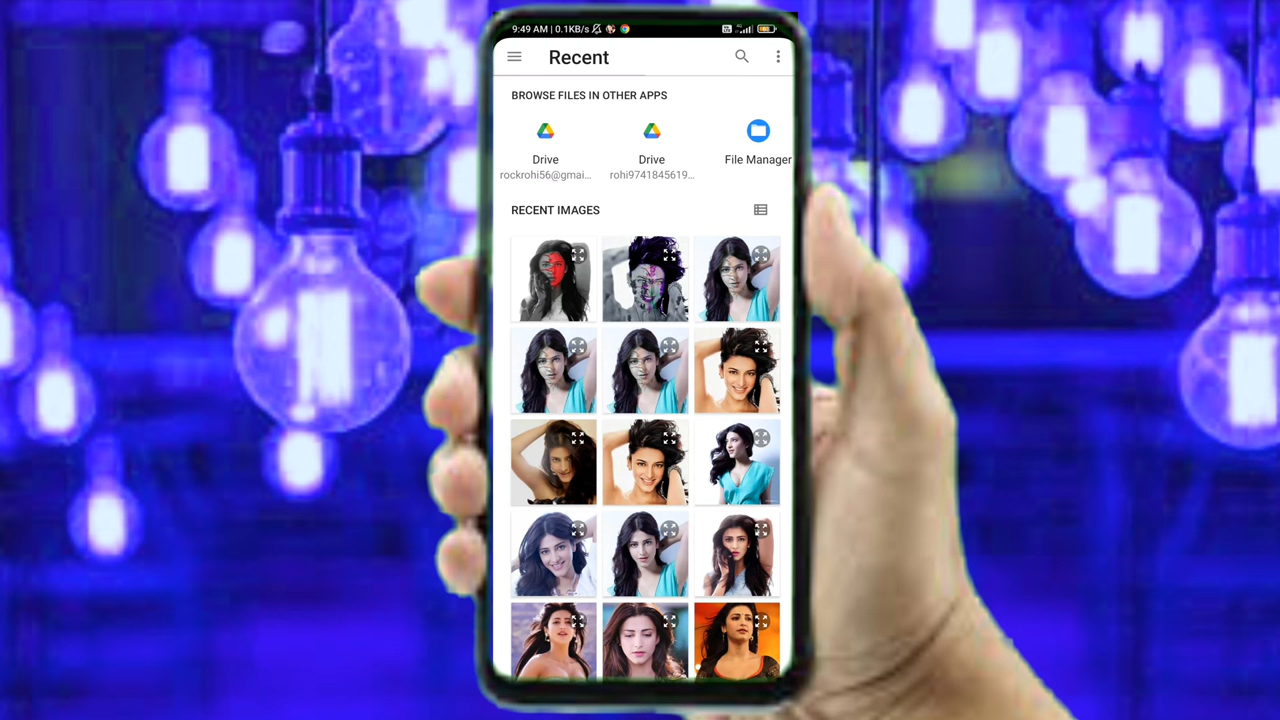 9:49 AM | 0.1KB/s
Recent
BROWSE FILES IN OTHER APPS
Drive
rockrohi56@gmai...
Drive
rohi9741845619...
File Manager
RECENT IMAGES